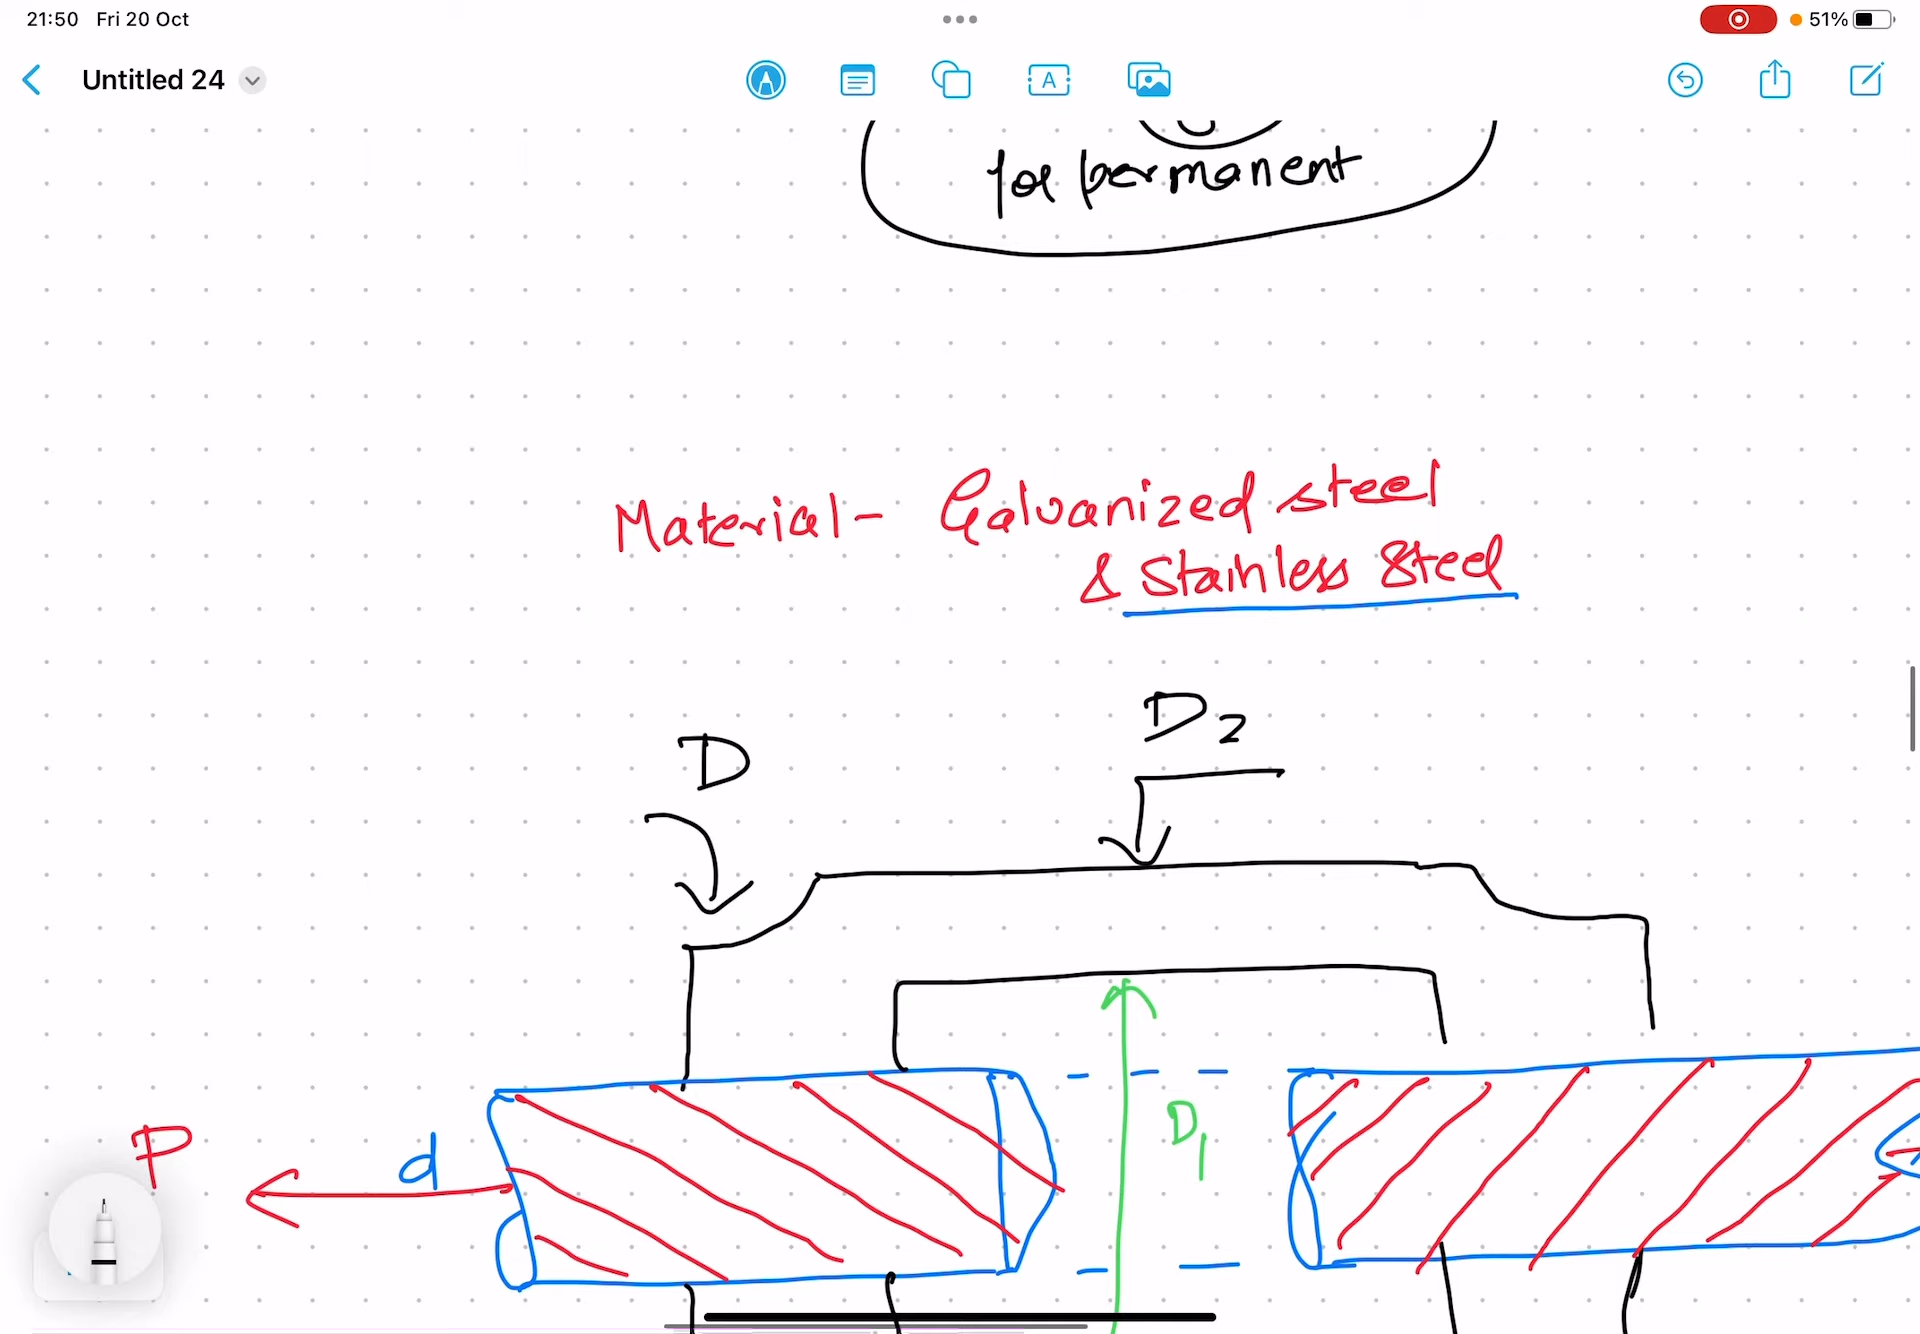 21:50 Fri 20 Oct
51%
Untitled 24
A
for permanent
Material - Galvanized steel
& Stainless Steel
D2
D
D1
P
d